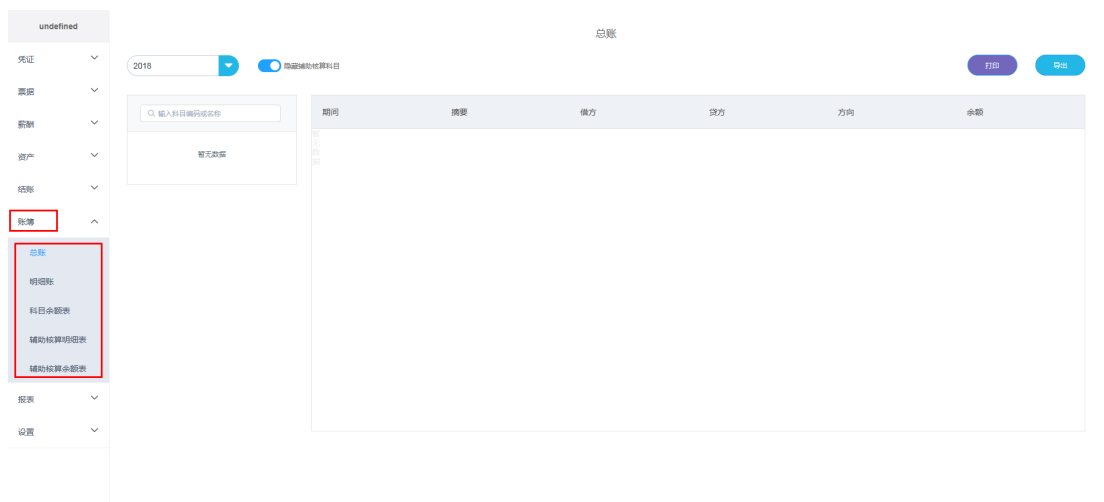 undefined
总账
凭证
2018
隐藏辅助核算科目
打印
导出
票据
输入科目编码或名称
期间 摘要 借方 贷方 方向 余额
薪酬
暂无数据
暂无数据
资产
结账
账簿
总账
明细账
科目余额表
辅助核算明细表
辅助核算余额表
报表
设置